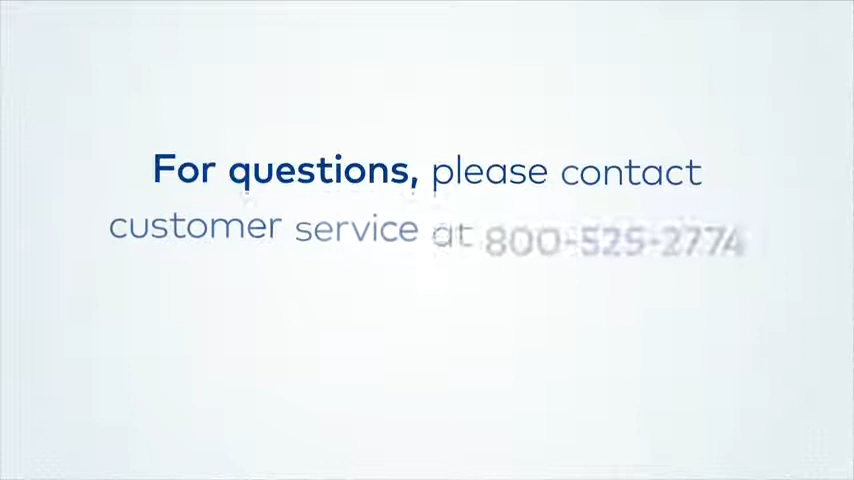 For questions, please contact
customer service at 800-525-2774